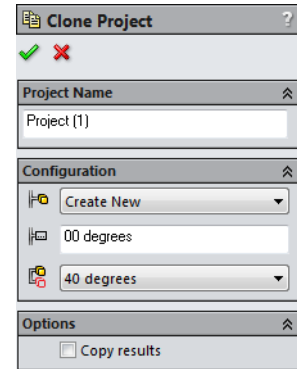 Clone Project ?
Project Name
Project (1)
Configuration
Create New
00 degrees
40 degrees
Options
Copy results